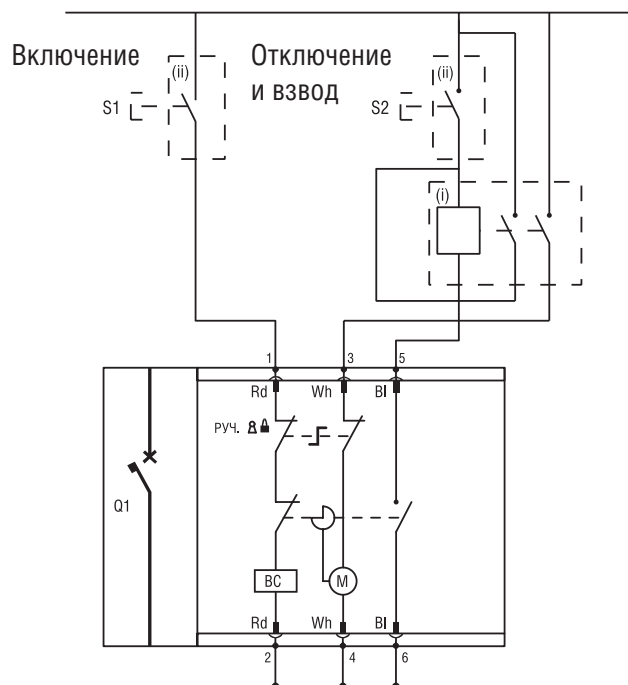 Включение
Отключение
и взвод
(ii)
(ii)
S1
S2
(i)
1
3
5
Rd
Wh
Bl
РУЧ.
Q1
BC
M
Rd
Wh
Bl
2
4
6